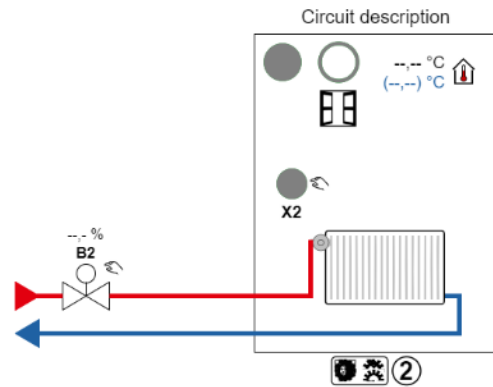 Circuit description
--,-- °C
(--,--) °C
X2
--,- %
B2
2